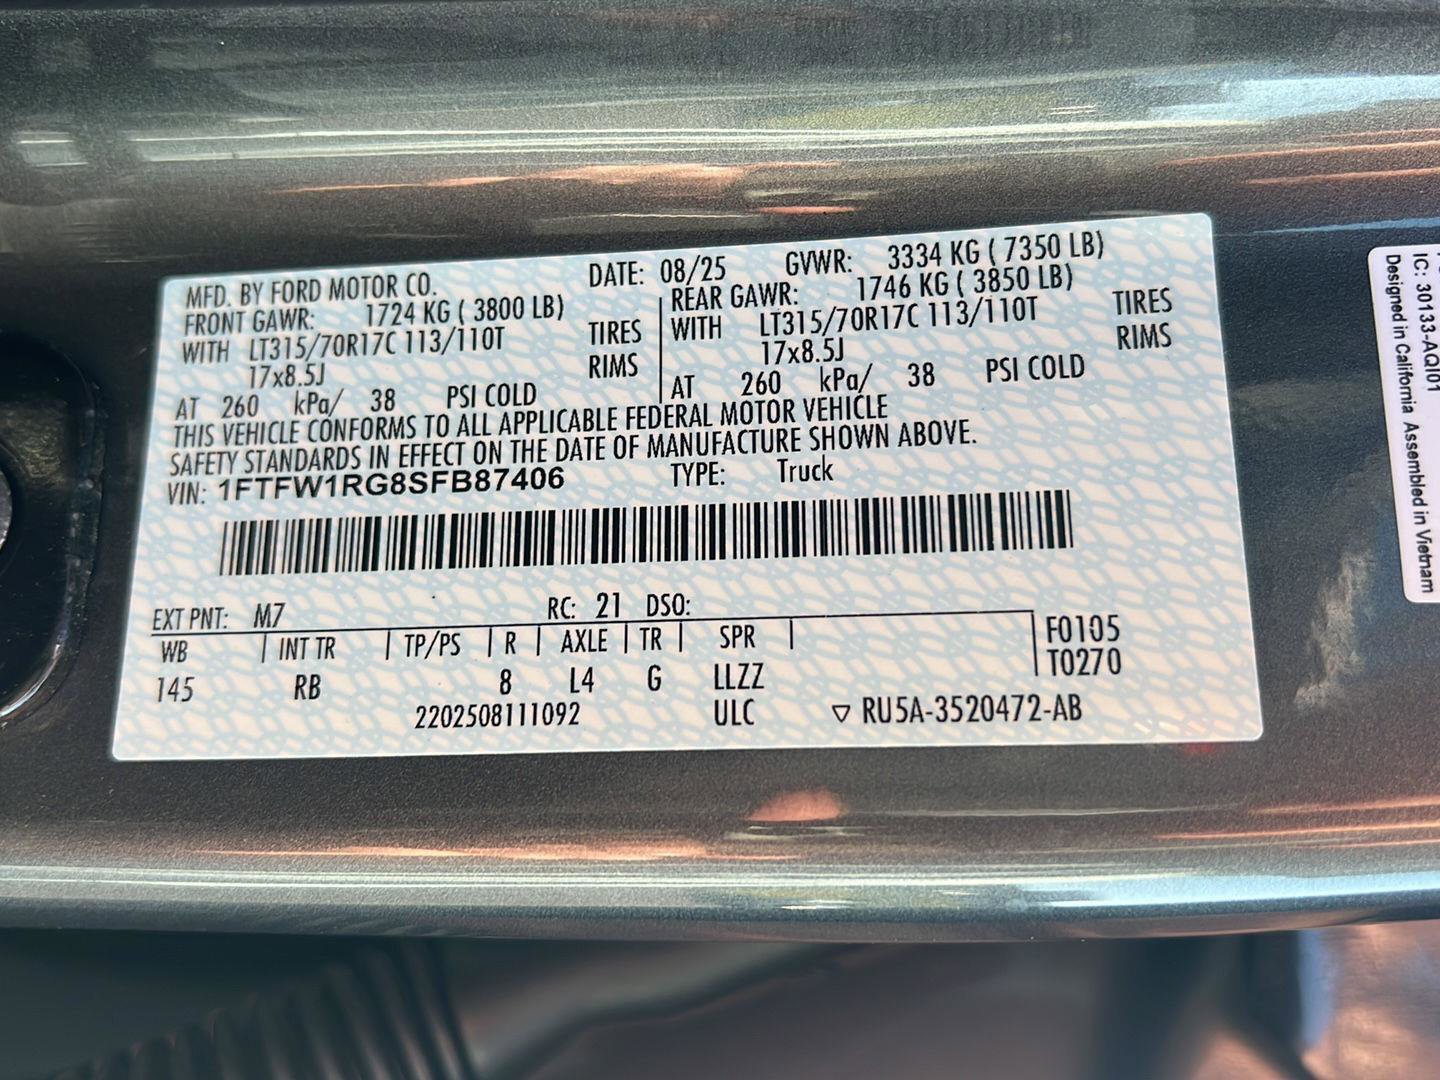 MFD. BY FORD MOTOR CO. DATE: 08/25 GVWR: 3334 KG ( 7350 LB)
FRONT GAWR: 1724 KG ( 3800 LB) REAR GAWR: 1746 KG ( 3850 LB)
WITH LT315/70R17C 113/110T TIRES WITH LT315/70R17C 113/110T TIRES
17x8.5J RIMS 17x8.5J RIMS
AT 260 kPa/ 38 PSI COLD AT 260 kPa/ 38 PSI COLD
THIS VEHICLE CONFORMS TO ALL APPLICABLE FEDERAL MOTOR VEHICLE
SAFETY STANDARDS IN EFFECT ON THE DATE OF MANUFACTURE SHOWN ABOVE.
VIN: 1FTFW1RG8SFB87406 TYPE: Truck
EXT PNT: M7 RC: 21 DSO:
WB INT TR TP/PS R AXLE TR SPR F0105
145 RB 8 L4 G LLZZ T0270
2202508111092 ULC ▽ RU5A-3520472-AB
IC: 30133-AQI01
Designed in California Assembled in Vietnam